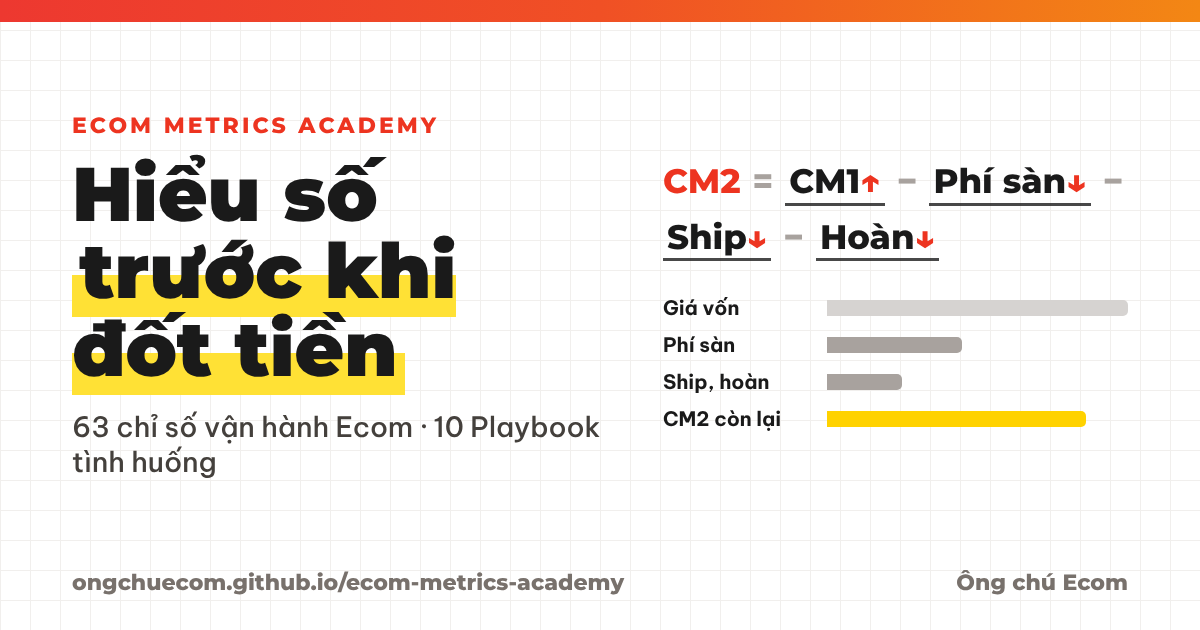 ECOM METRICS ACADEMY
Hiểu số
trước khi
đốt tiền
63 chỉ số vận hành Ecom · 10 Playbook
tình huống
CM2 = CM1↑ − Phí sàn↓ −
Ship↓ − Hoàn↓
Giá vốn
Phí sàn
Ship, hoàn
CM2 còn lại
ongchuecom.github.io/ecom-metrics-academy
Ông chú Ecom